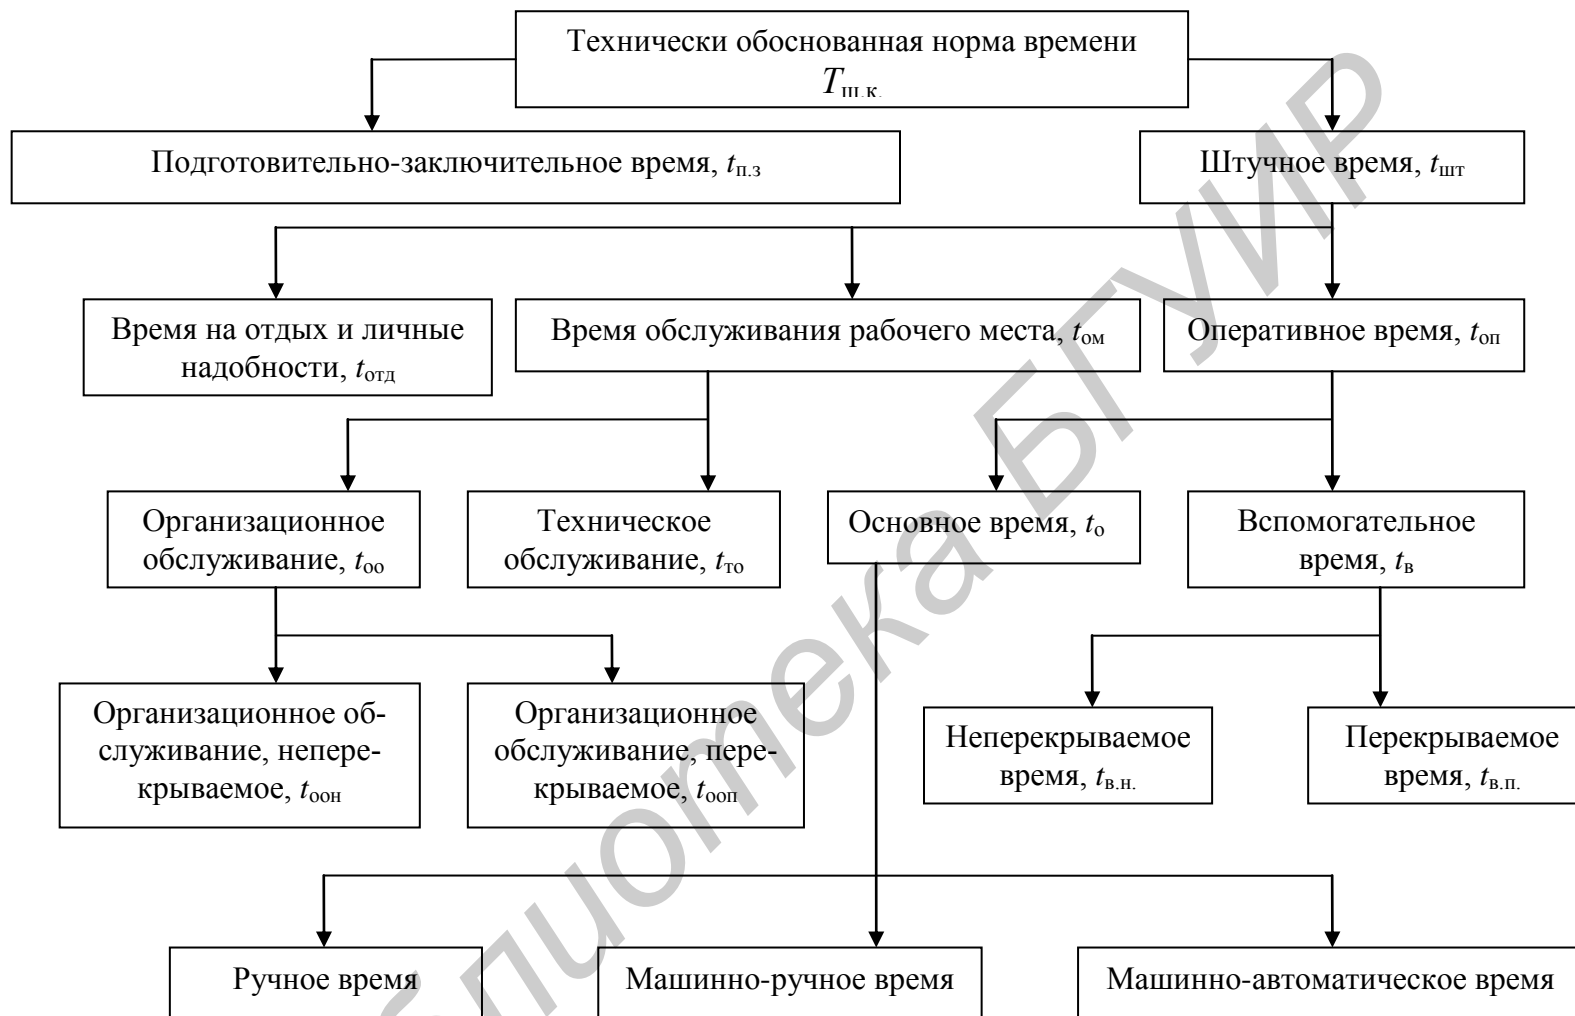 Технически обоснованная норма времени
Tш.к.
Подготовительно-заключительное время, tп.з
Штучное время, tшт
Время на отдых и личные
надобности, tотд
Время обслуживания рабочего места, tом
Оперативное время, tоп
Организационное
обслуживание, tоо
Техническое
обслуживание, tто
Основное время, tо
Вспомогательное
время, tв
Организационное об-
служивание, непере-
крываемое, tоон
Организационное
обслуживание, пере-
крываемое, tооп
Неперекрываемое
время, tв.н.
Перекрываемое
время, tв.п.
Ручное время
Машинно-ручное время
Машинно-автоматическое время
блиотека БГУИР